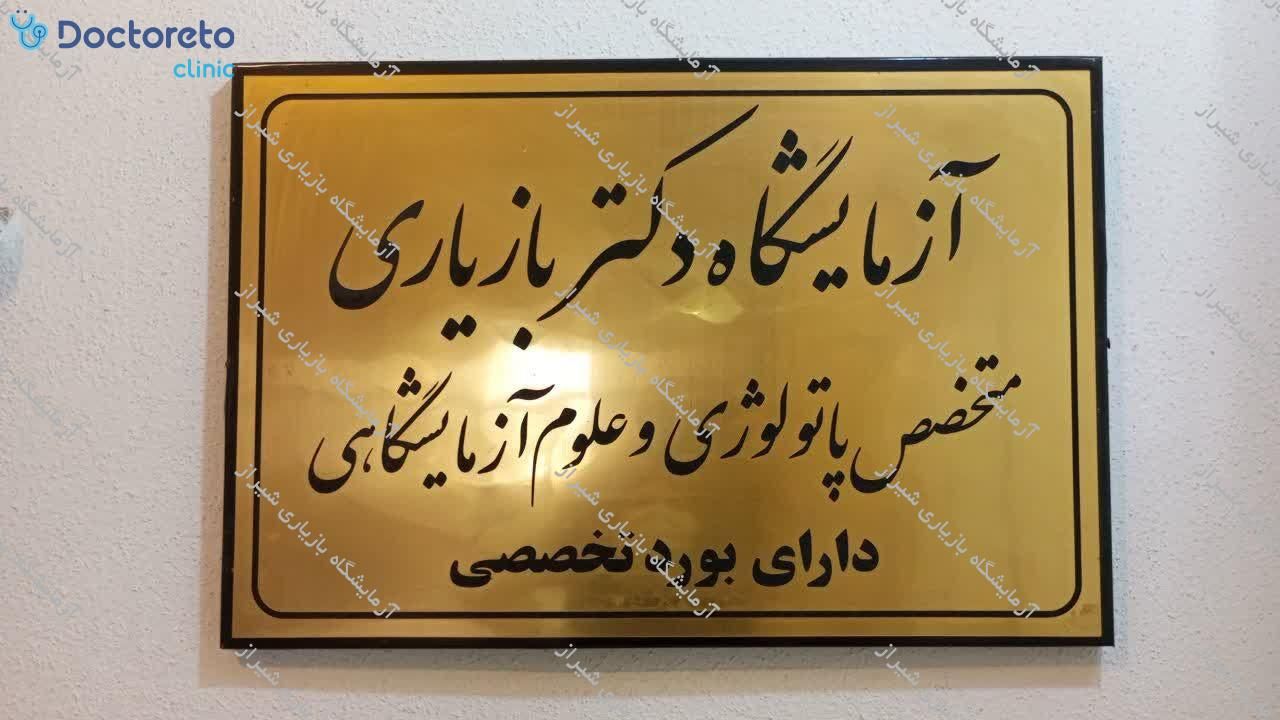 Doctoreto
clinic
آزمایشگاه دکتر بازیاری
متخصص پاتولوژی و علوم آزمایشگاهی
دارای بورد تخصصی
آزمایشگاه بازیاری شیراز